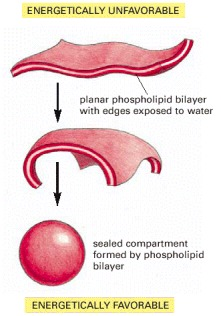 ENERGETICALLY UNFAVORABLE
planar phospholipid bilayer
with edges exposed to water
sealed compartment
formed by phospholipid
bilayer
ENERGETICALLY FAVORABLE